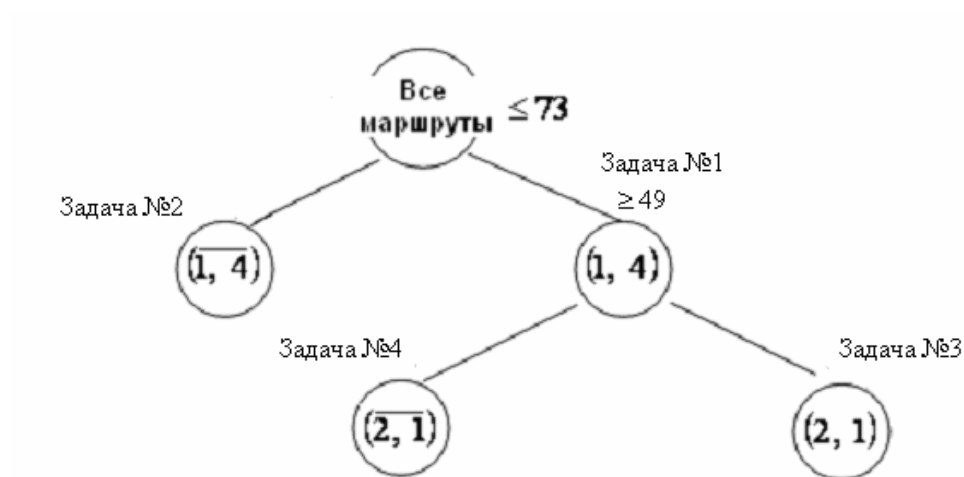 Все
маршруты ≤ 73
Задача №1
≥ 49
Задача №2
(1, 4)
(1, 4)
Задача №4
Задача №3
(2, 1)
(2, 1)